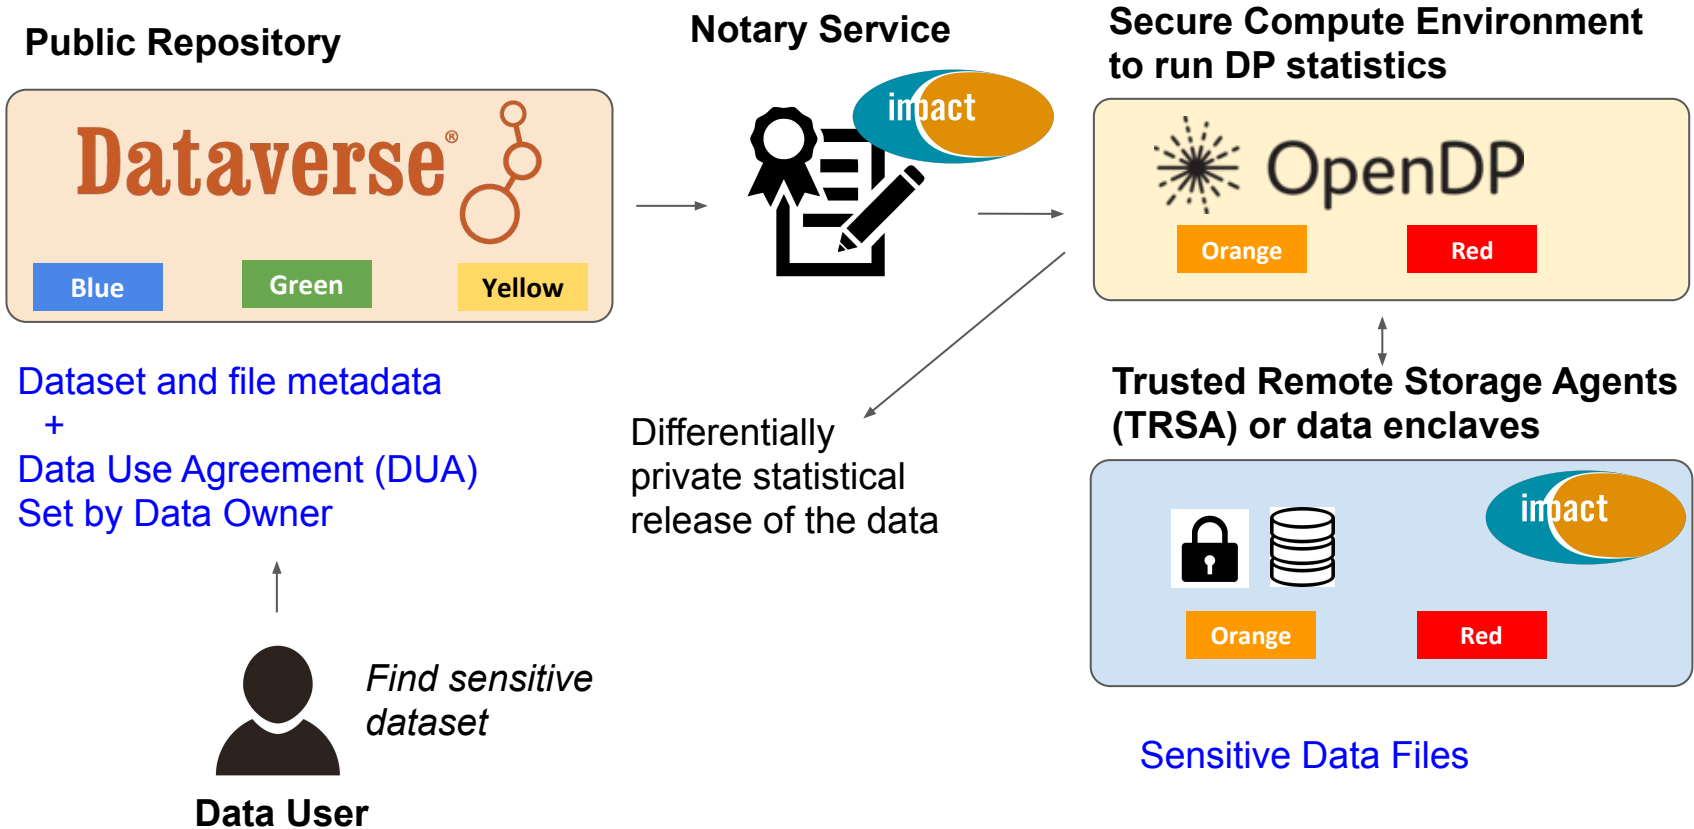 Public Repository
Dataverse®
Blue
Green
Yellow
Dataset and file metadata
+
Data Use Agreement (DUA)
Set by Data Owner
Find sensitive
dataset
Data User
Notary Service
impact
Differentially
private statistical
release of the data
Secure Compute Environment
to run DP statistics
OpenDP
Orange
Red
Trusted Remote Storage Agents
(TRSA) or data enclaves
impact
Orange
Red
Sensitive Data Files